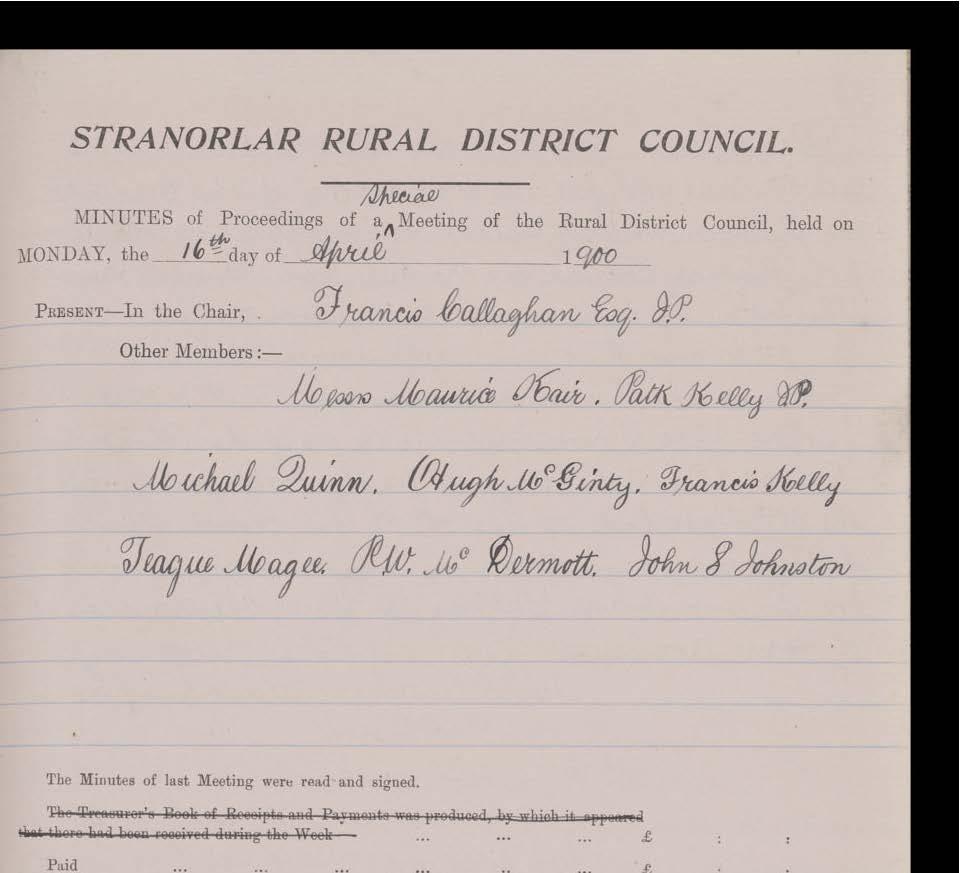 STRANORLAR RURAL DISTRICT COUNCIL.
Special
MINUTES of Proceedings of a ^ Meeting of the Rural District Council, held on
MONDAY, the 16th day of April 1900
PRESENT—In the Chair, . Francis Callaghan Esq. J.P.
Other Members:—
Messrs Maurice Hair. Patk Kelly JP.
Michael Quinn. Hugh McGinty. Francis Kelly
Teague Magee. R.W. Mc Dermott. John S Johnston
The Minutes of last Meeting were read and signed.
The Treasurer's Book of Receipts and Payments was produced, by which it appeared
that there had been received during the Week— ... ... ... £ : :
Paid ... ... ... ... .. ... £ : :